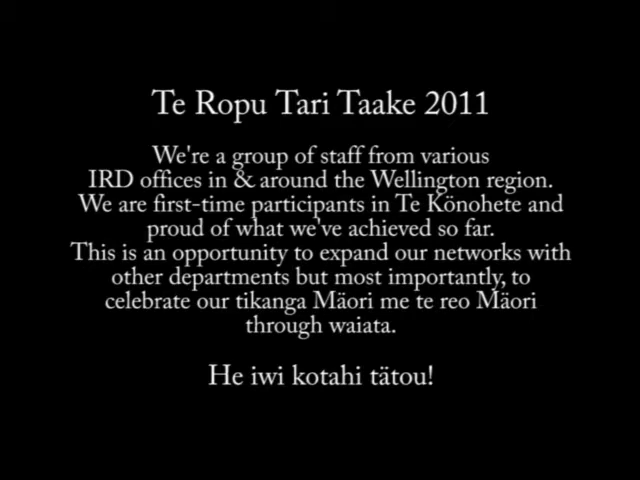 Te Ropu Tari Taake 2011
We're a group of staff from various
IRD offices in & around the Wellington region.
We are first-time participants in Te Könohete and
proud of what we've achieved so far.
This is an opportunity to expand our networks with
other departments but most importantly, to
celebrate our tikanga Mäori me te reo Mäori
through waiata.
He iwi kotahi tätou!